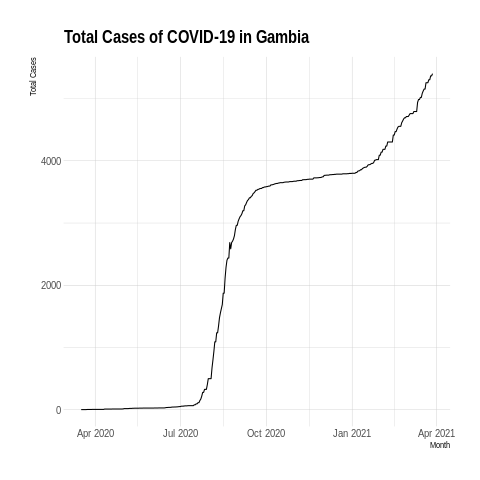 Total Cases of COVID-19 in Gambia
Total Cases
4000
2000
0
Apr 2020 Jul 2020 Oct 2020 Jan 2021 Apr 2021
Month